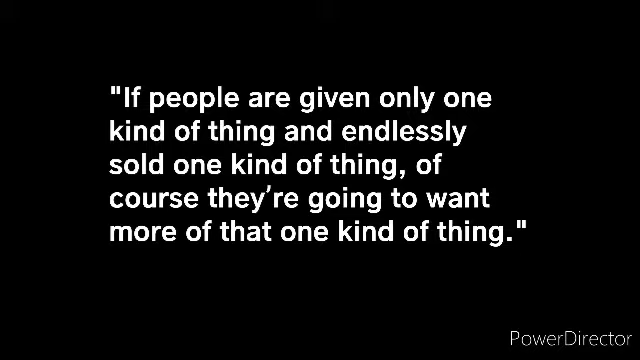 "If people are given only one
kind of thing and endlessly
sold one kind of thing, of
course they're going to want
more of that one kind of thing."
PowerDirector